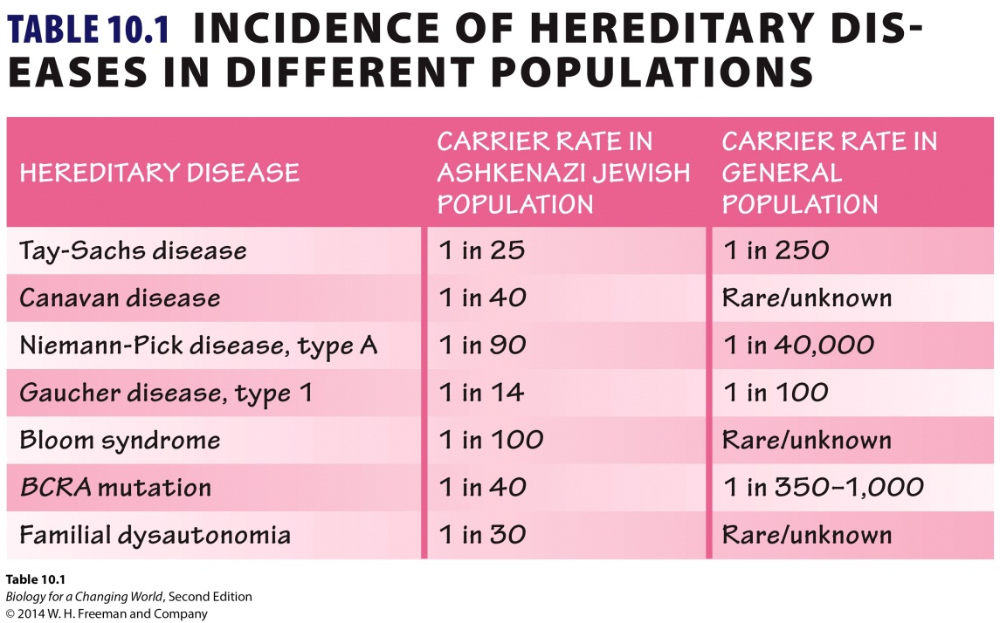 TABLE 10.1 INCIDENCE OF HEREDITARY DIS-
EASES IN DIFFERENT POPULATIONS
HEREDITARY DISEASE
CARRIER RATE IN
ASHKENAZI JEWISH
POPULATION
CARRIER RATE IN
GENERAL
POPULATION
Tay-Sachs disease 1 in 25 1 in 250
Canavan disease 1 in 40 Rare/unknown
Niemann-Pick disease, type A 1 in 90 1 in 40,000
Gaucher disease, type 1 1 in 14 1 in 100
Bloom syndrome 1 in 100 Rare/unknown
BCRA mutation 1 in 40 1 in 350–1,000
Familial dysautonomia 1 in 30 Rare/unknown
Table 10.1
Biology for a Changing World, Second Edition
© 2014 W. H. Freeman and Company